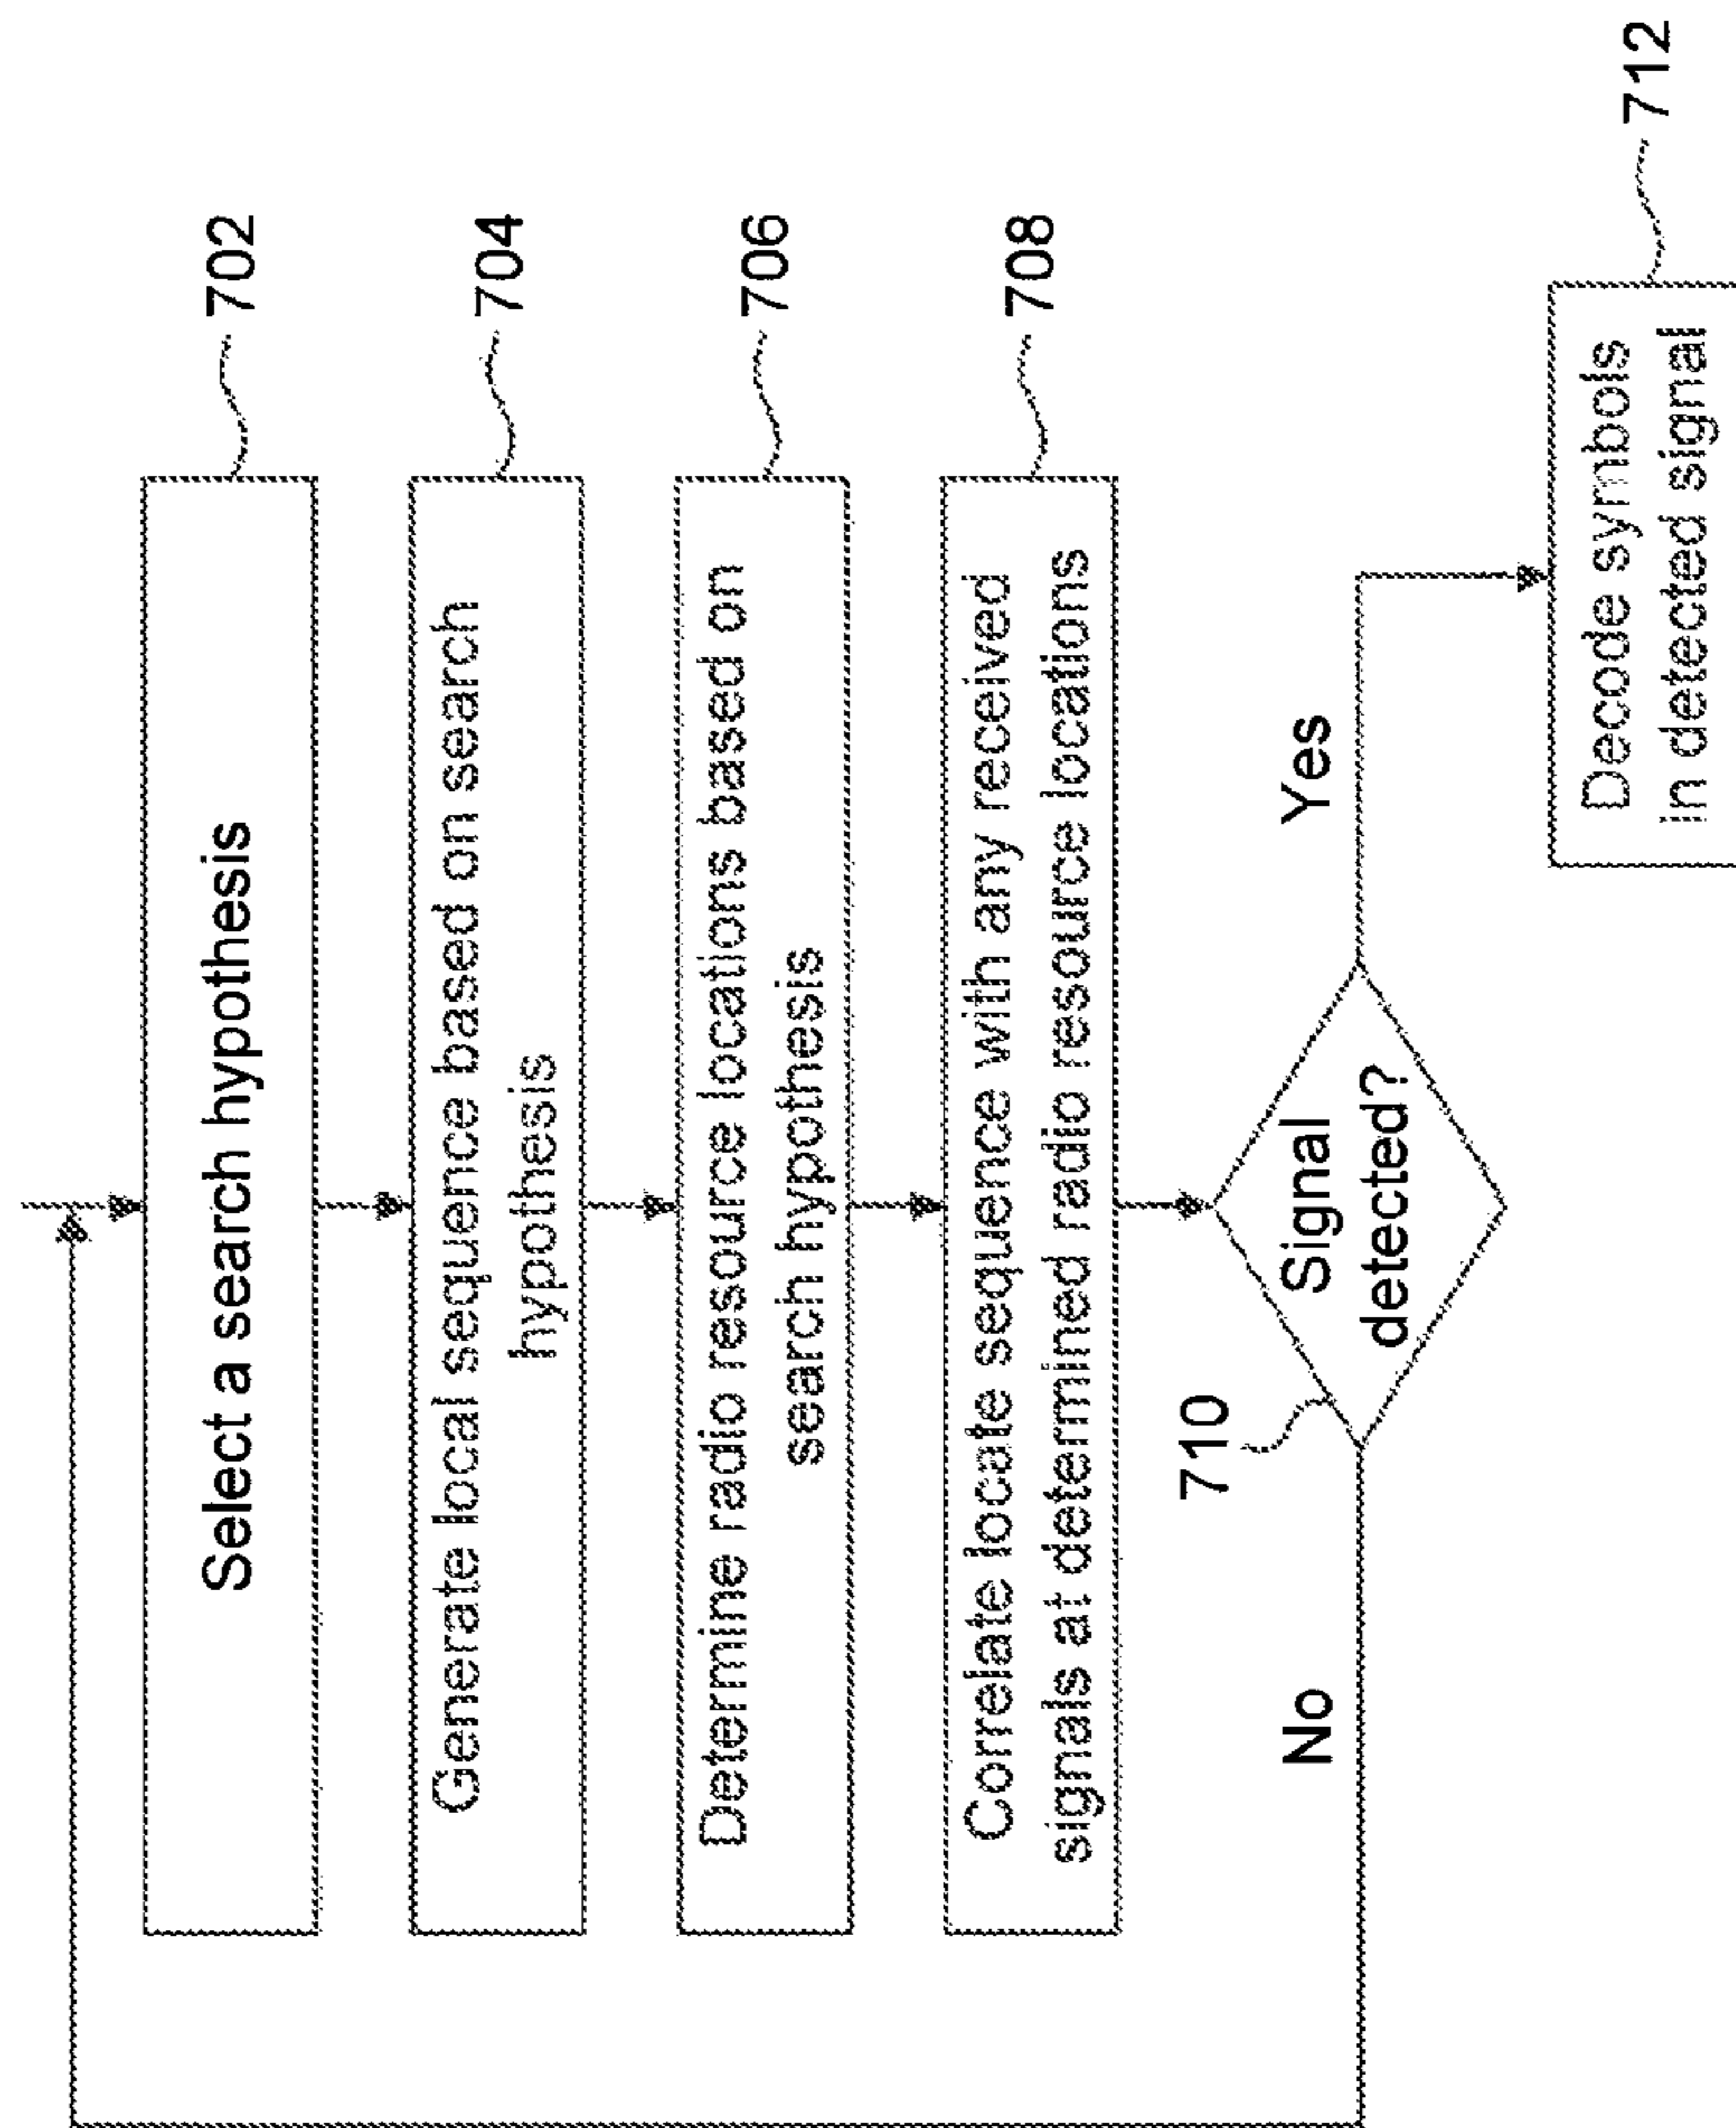 Select a search hypothesis
702
Generate local sequence based on search
hypothesis
704
Determine radio resource locations based on
search hypothesis
706
Correlate locate sequence with any received
signals at determined radio resource locations
708
710
Signal
detected?
No
Yes
Decode symbols
in detected signal
712